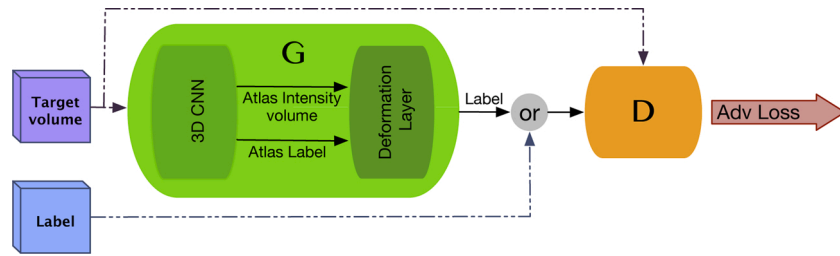 Target
volume
Label
G
3D CNN
Atlas Intensity
volume
Atlas Label
Deformation
Layer
Label
or
D
Adv Loss